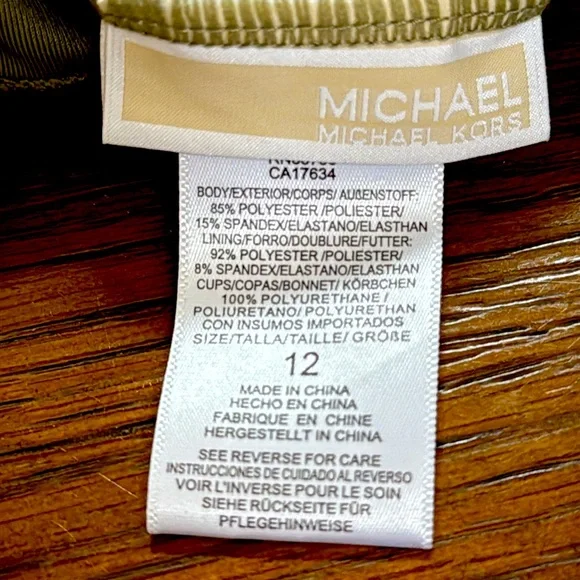 MICHAEL
MICHAEL KORS
CA17634
BODY/EXTERIOR/CORPS/ AUßENSTOFF:
85% POLYESTER /POLIESTER/
15% SPANDEX/ELASTANO/ELASTHAN
LINING/FORRO/DOUBLURE/FUTTER:
92% POLYESTER /POLIESTER/
8% SPANDEX/ELASTANO/ELASTHAN
CUPS/COPAS/BONNET/ KÖRBCHEN
100% POLYURETHANE /
POLIURETANO/ POLYURETHAN
CON INSUMOS IMPORTADOS
SIZE/TALLA/TAILLE/ GRÖßE
12
MADE IN CHINA
HECHO EN CHINA
FABRIQUE EN CHINE
HERGESTELLT IN CHINA
SEE REVERSE FOR CARE
INSTRUCCIONES DE CUIDADO AL REVERSO
VOIR L'INVERSE POUR LE SOIN
SIEHE RÜCKSEITE FÜR
PFLEGEHINWEISE